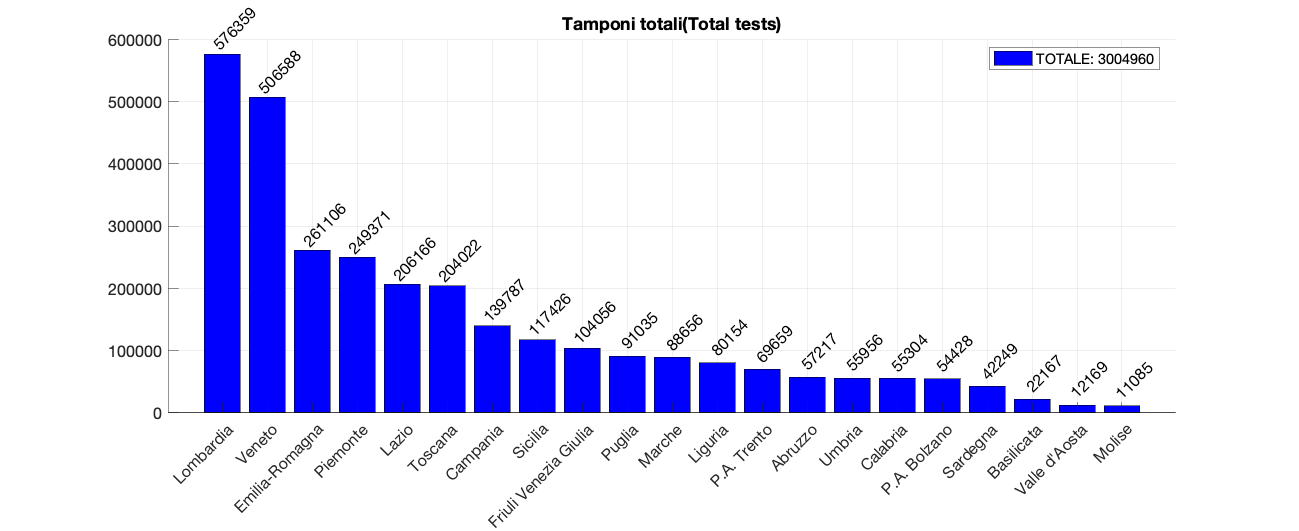 Tamponi totali(Total tests)
TOTALE: 3004960
600000
500000
400000
300000
200000
100000
0
576359
506588
261106
249371
206166
204022
139787
117426
104056
91035
88656
80154
69659
57217
55956
55304
54428
42249
22167
12169
11085
Lombardia
Veneto
Emilia-Romagna
Piemonte
Lazio
Toscana
Campania
Sicilia
Friuli Venezia Giulia
Puglia
Marche
Liguria
P.A. Trento
Abruzzo
Umbria
Calabria
P.A. Bolzano
Sardegna
Basilicata
Valle d'Aosta
Molise